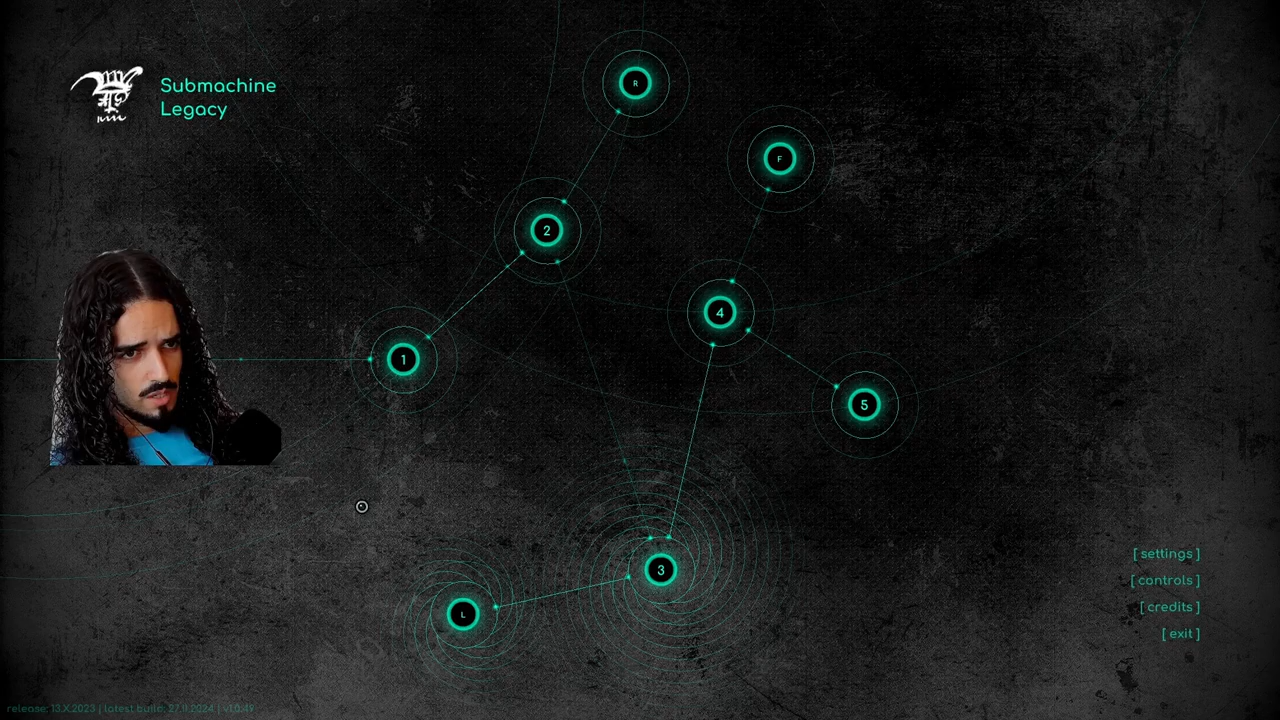 Submachine
Legacy
R
F
2
4
1
5
3
L
[ settings ]
[ controls ]
[ credits ]
[ exit ]
release: 13.X.2023 | latest build: 27.II.2024 | v1.0.49